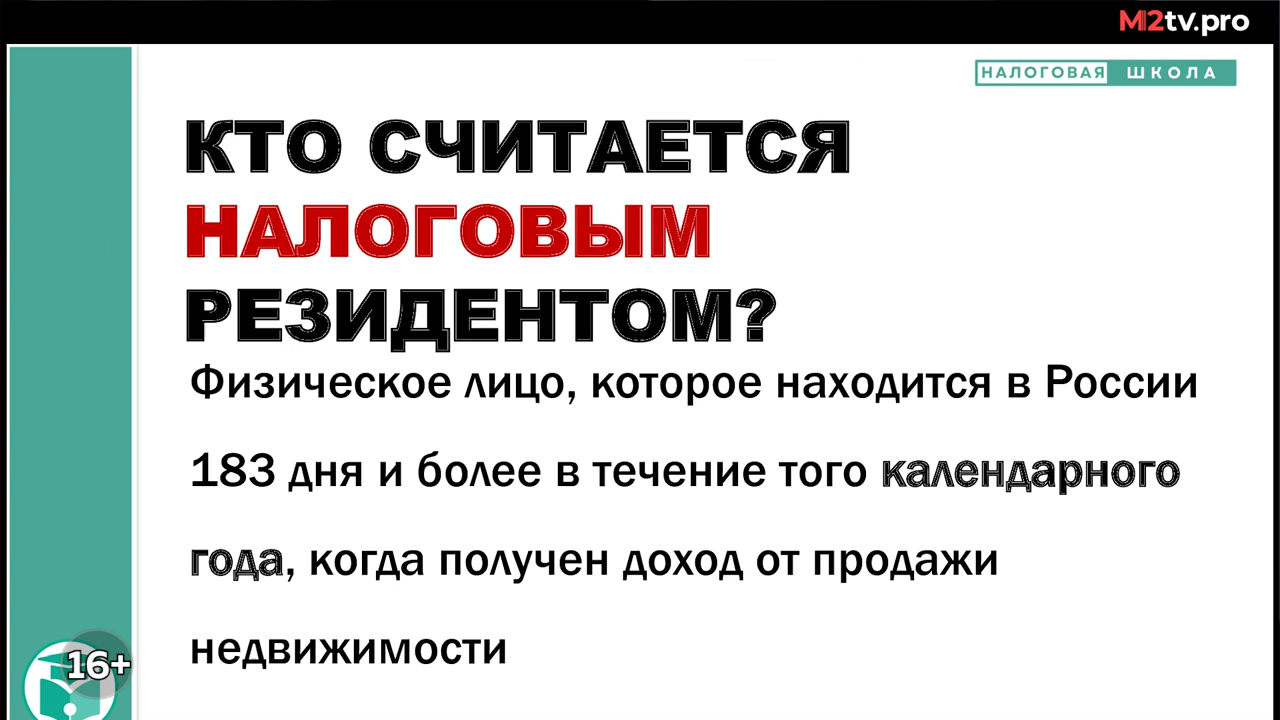 M2tv.pro
НАЛОГОВАЯ ШКОЛА
КТО СЧИТАЕТСЯ
НАЛОГОВЫМ
РЕЗИДЕНТОМ?
Физическое лицо, которое находится в России
183 дня и более в течение того календарного
года, когда получен доход от продажи
недвижимости
16+